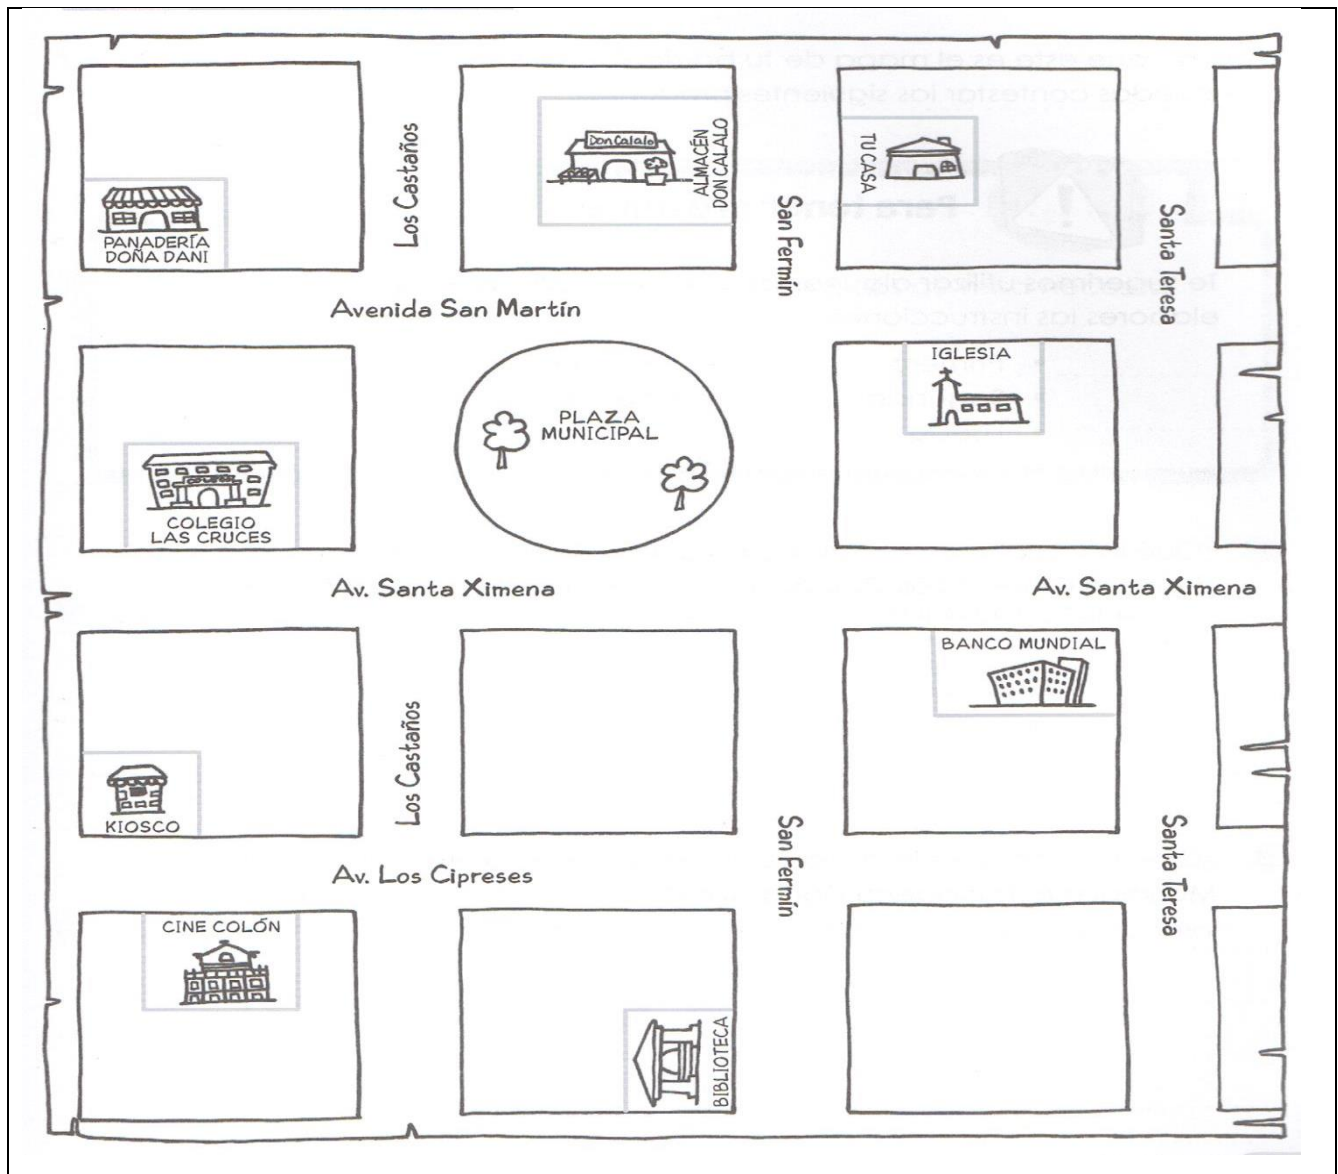 Los Castaños
Don Calalo
ALMACÉN
DON CALALO
TU CASA
San Fermín
Santa Teresa
PANADERÍA
DOÑA DANI
Avenida San Martín
PLAZA
MUNICIPAL
IGLESIA
COLEGIO
LAS CRUCES
Av. Santa Ximena
Av. Santa Ximena
BANCO MUNDIAL
Los Castaños
KIOSCO
San Fermín
Santa Teresa
Av. Los Cipreses
CINE COLÓN
BIBLIOTECA